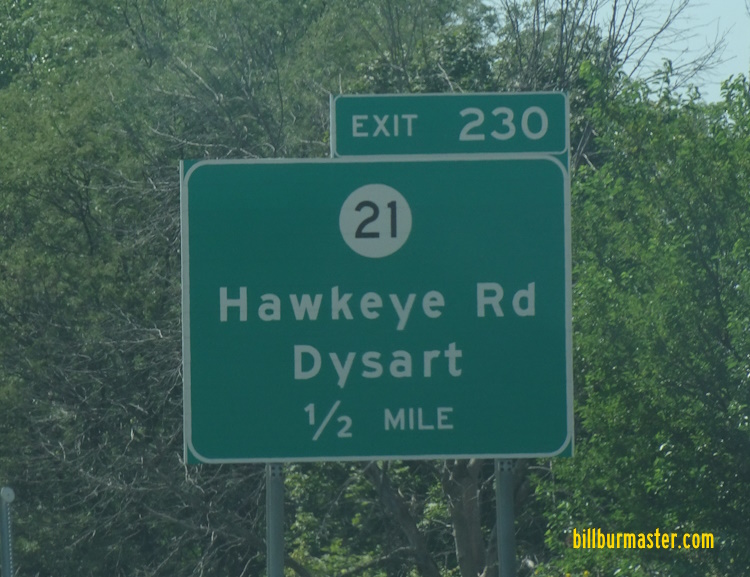 EXIT 230
21
Hawkeye Rd
Dysart
1/2 MILE
billburmaster.com